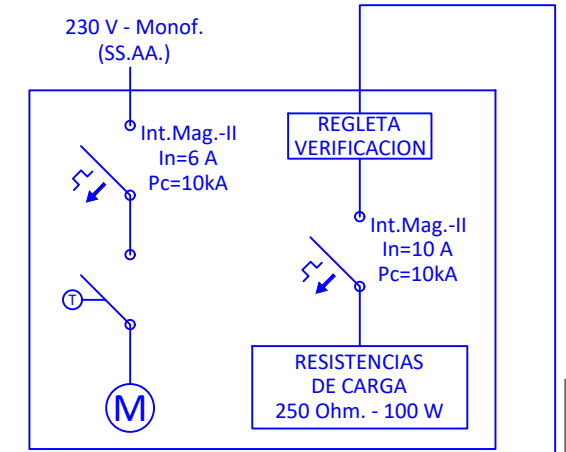 230 V - Monof.
(SS.AA.)
Int.Mag.-II
In=6 A
Pc=10kA
T
M
REGLETA
VERIFICACION
Int.Mag.-II
In=10 A
Pc=10kA
RESISTENCIAS
DE CARGA
250 Ohm. - 100 W